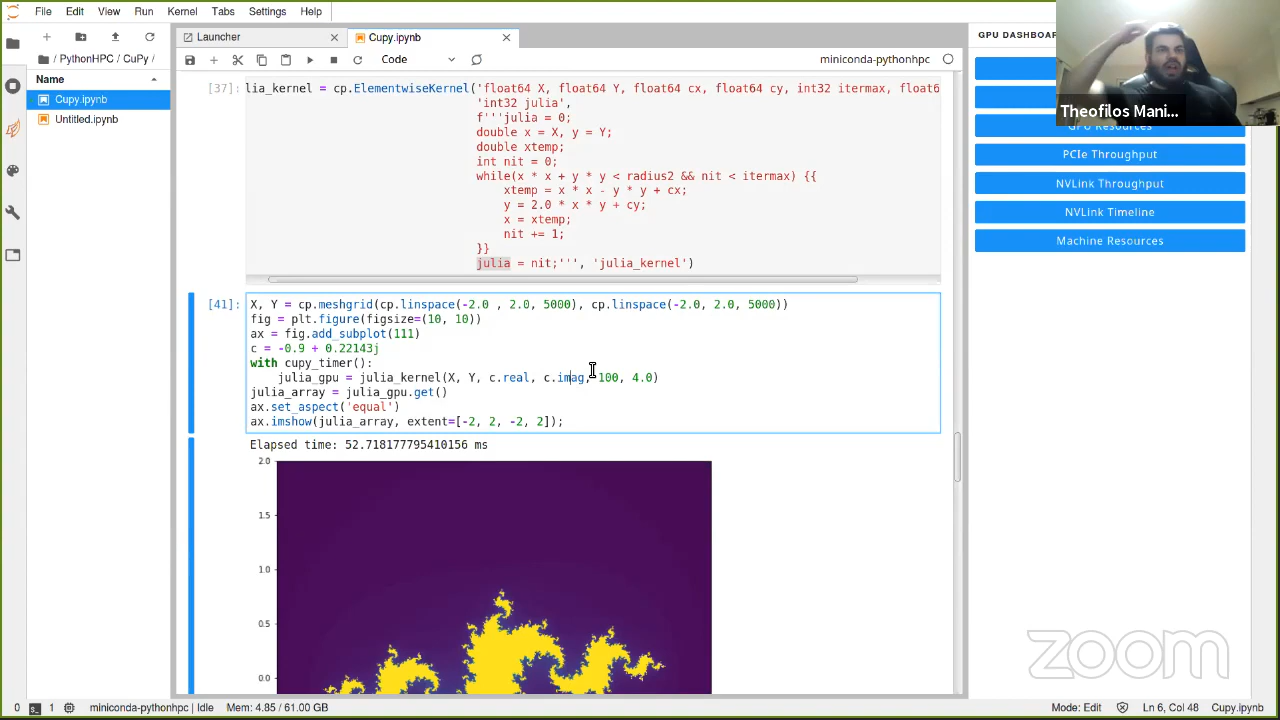 File Edit View Run Kernel Tabs Settings Help
Launcher
Cupy.ipynb
GPU DASHBOAR
/ PythonHPC / CuPy /
Code
miniconda-pythonhpc
Name
Cupy.ipynb
Untitled.ipynb
[37]: lia_kernel = cp.ElementwiseKernel('float64 X, float64 Y, float64 cx, float64 cy, int32 itermax, float6
'int32 julia',
f'''julia = 0;
double x = X, y = Y;
double xtemp;
int nit = 0;
while(x * x + y * y < radius2 && nit < itermax) {{
xtemp = x * x - y * y + cx;
y = 2.0 * x * y + cy;
x = xtemp;
nit += 1;
}}
julia = nit;''', 'julia_kernel')
[41]: X, Y = cp.meshgrid(cp.linspace(-2.0 , 2.0, 5000), cp.linspace(-2.0, 2.0, 5000))
fig = plt.figure(figsize=(10, 10))
ax = fig.add_subplot(111)
c = -0.9 + 0.22143j
with cupy_timer():
julia_gpu = julia_kernel(X, Y, c.real, c.imag, 100, 4.0)
julia_array = julia_gpu.get()
ax.set_aspect('equal')
ax.imshow(julia_array, extent=[-2, 2, -2, 2]);
Elapsed time: 52.718177795410156 ms
2.0
1.5
1.0
0.5
0.0
Theofilos Mani...
GPU Resources
PCIe Throughput
NVLink Throughput
NVLink Timeline
Machine Resources
zoom
0 1 miniconda-pythonhpc | Idle Mem: 4.85 / 61.00 GB
Mode: Edit Ln 6, Col 48 Cupy.ipynb